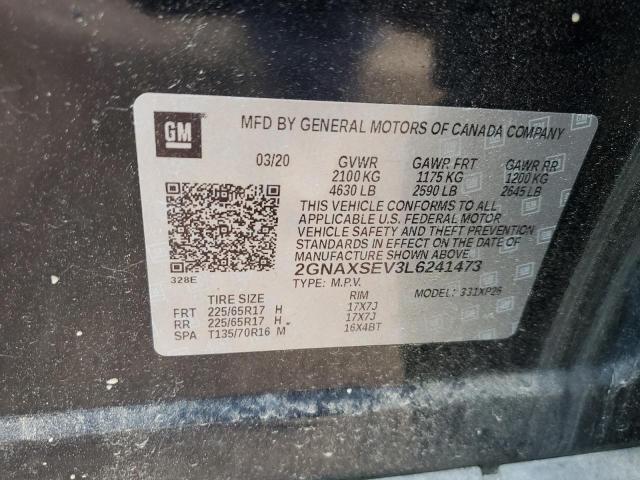 GM
MFD BY GENERAL MOTORS OF CANADA COMPANY
03/20 GVWR GAWR FRT GAWR RR
2100 KG 1175 KG 1200 KG
4630 LB 2590 LB 2645 LB
THIS VEHICLE CONFORMS TO ALL
APPLICABLE U.S. FEDERAL MOTOR
VEHICLE SAFETY AND THEFT
PREVENTION STANDARDS IN
EFFECT ON THE DATE OF
MANUFACTURE SHOWN ABOVE.
328E 2GNAXSEV3L6241473
TYPE: M.P.V. MODEL: 331XP26
TIRE SIZE RIM
FRT 225/65R17 H 17X7J
RR 225/65R17 H 17X7J
SPA T135/70R16 M 16X4BT